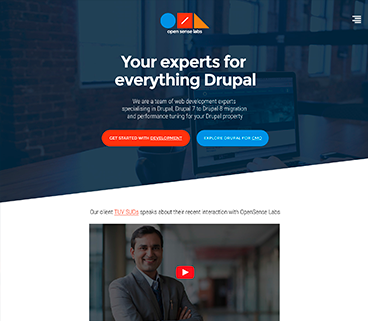 open sense labs
Your experts for
everything Drupal
We are a team of web development experts
specialising in Drupal, Drupal 7 to Drupal 8 migration
and performance tuning for your Drupal property
GET STARTED WITH DEVELOPMENT
EXPLORE DRUPAL FOR CMO
Our client TUV SUDs speaks about their recent interaction with OpenSense Labs